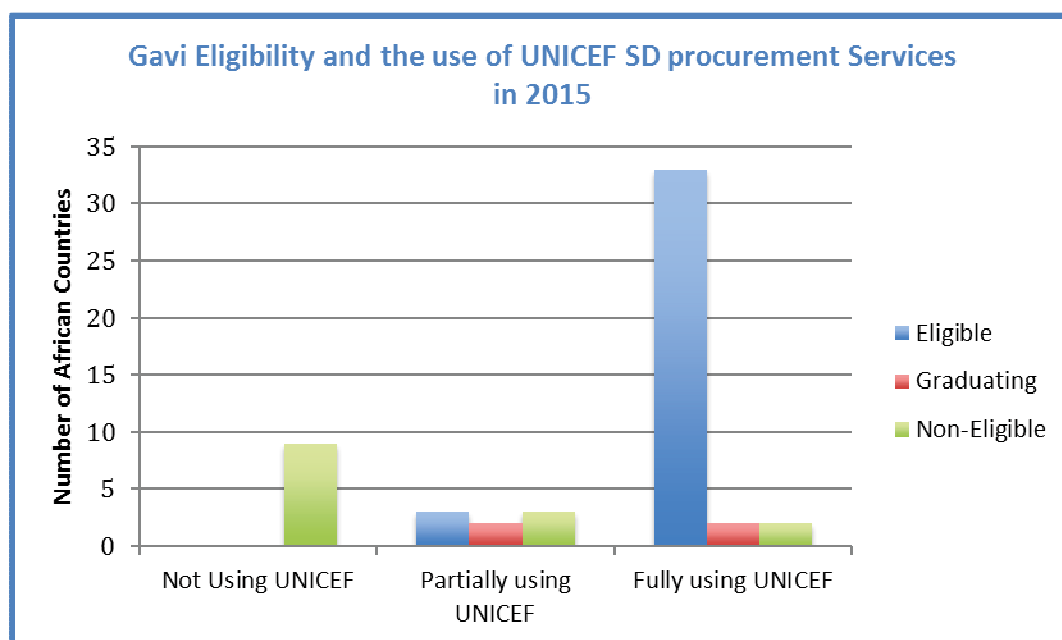 Gavi Eligibility and the use of UNICEF SD procurement Services
in 2015
Number of African Countries
35
30
25
20
15
10
5
0
Not Using UNICEF
Partially using
UNICEF
Fully using UNICEF
Eligible
Graduating
Non-Eligible